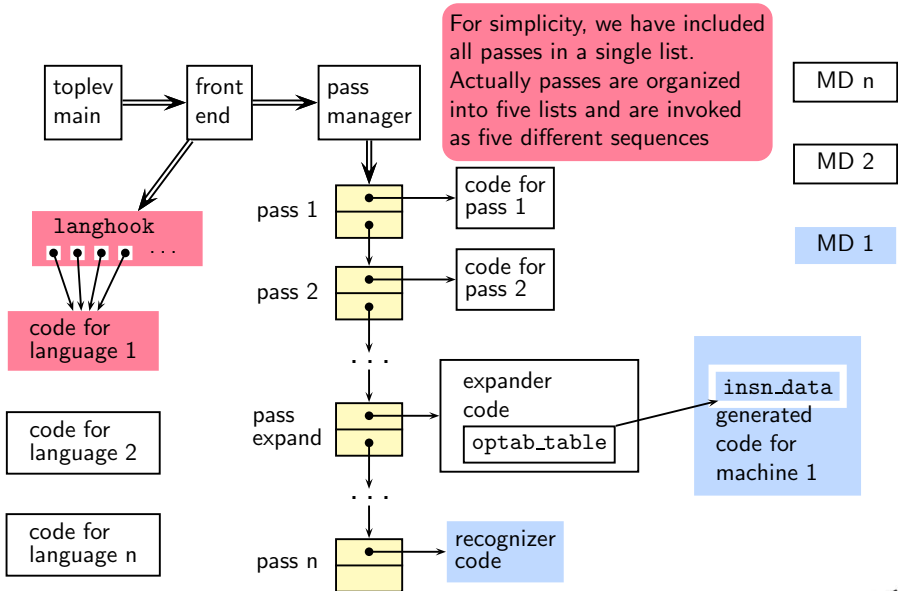 For simplicity, we have included
all passes in a single list.
Actually passes are organized
into five lists and are invoked
as five different sequences
toplev
main
front
end
pass
manager
MD n
MD 2
MD 1
langhook
. . .
code for
language 1
code for
language 2
code for
language n
pass 1
code for
pass 1
pass 2
code for
pass 2
. . .
pass
expand
expander
code
optab_table
insn_data
generated
code for
machine 1
. . .
pass n
recognizer
code